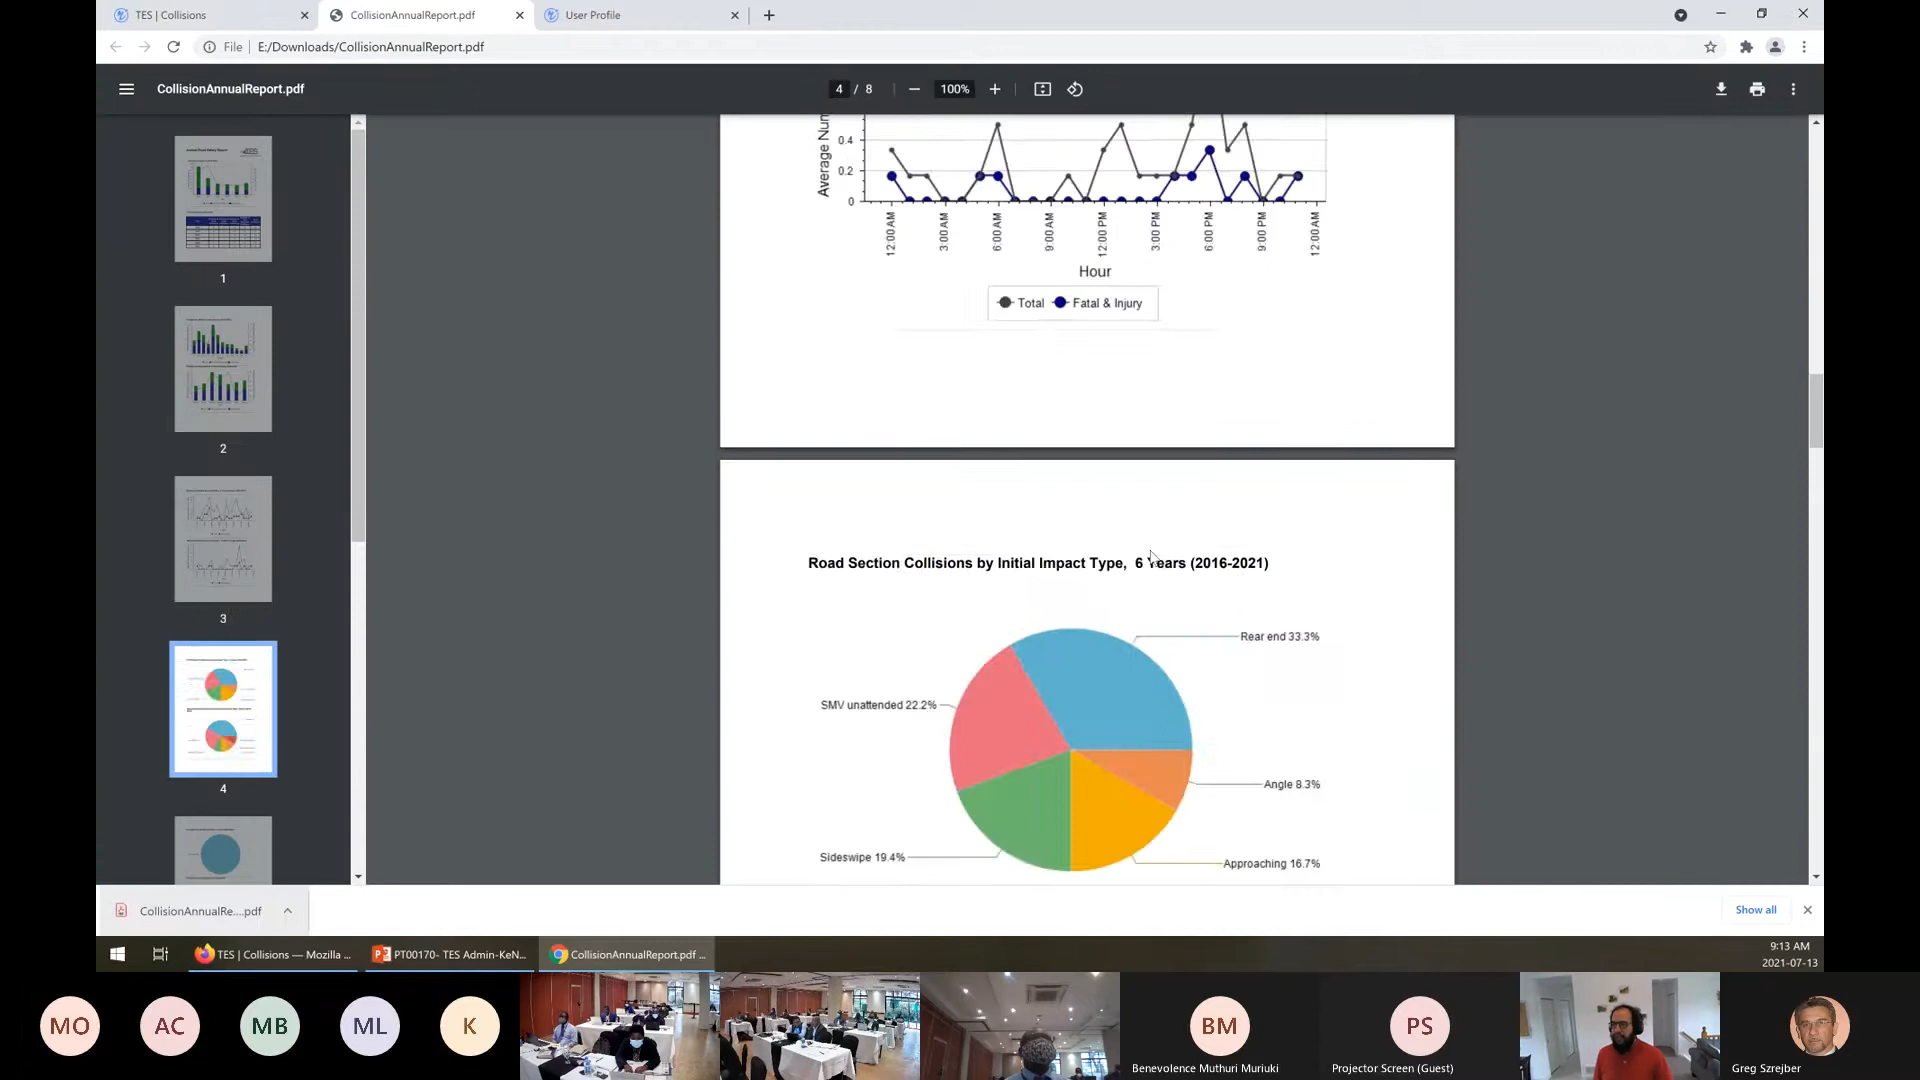 TES | Collisions
CollisionAnnualReport.pdf
User Profile
File | E:/Downloads/CollisionAnnualReport.pdf
CollisionAnnualReport.pdf
4 / 8
100%
1
2
3
4
Average Num
0.4
0.2
0
12:00 AM
3:00 AM
6:00 AM
9:00 AM
12:00 PM
3:00 PM
6:00 PM
9:00 PM
12:00 AM
Hour
Total Fatal & Injury
Road Section Collisions by Initial Impact Type, 6 Years (2016-2021)
Rear end 33.3%
SMV unattended 22.2%
Angle 8.3%
Sideswipe 19.4%
Approaching 16.7%
CollisionAnnualRe....pdf
Show all
TES | Collisions — Mozilla ...
PT00170- TES Admin-KeN...
CollisionAnnualReport.pdf ...
9:13 AM
2021-07-13
MO
AC
MB
ML
K
BM
Benevolence Muthuri Muriuki
PS
Projector Screen (Guest)
Greg Szrejber